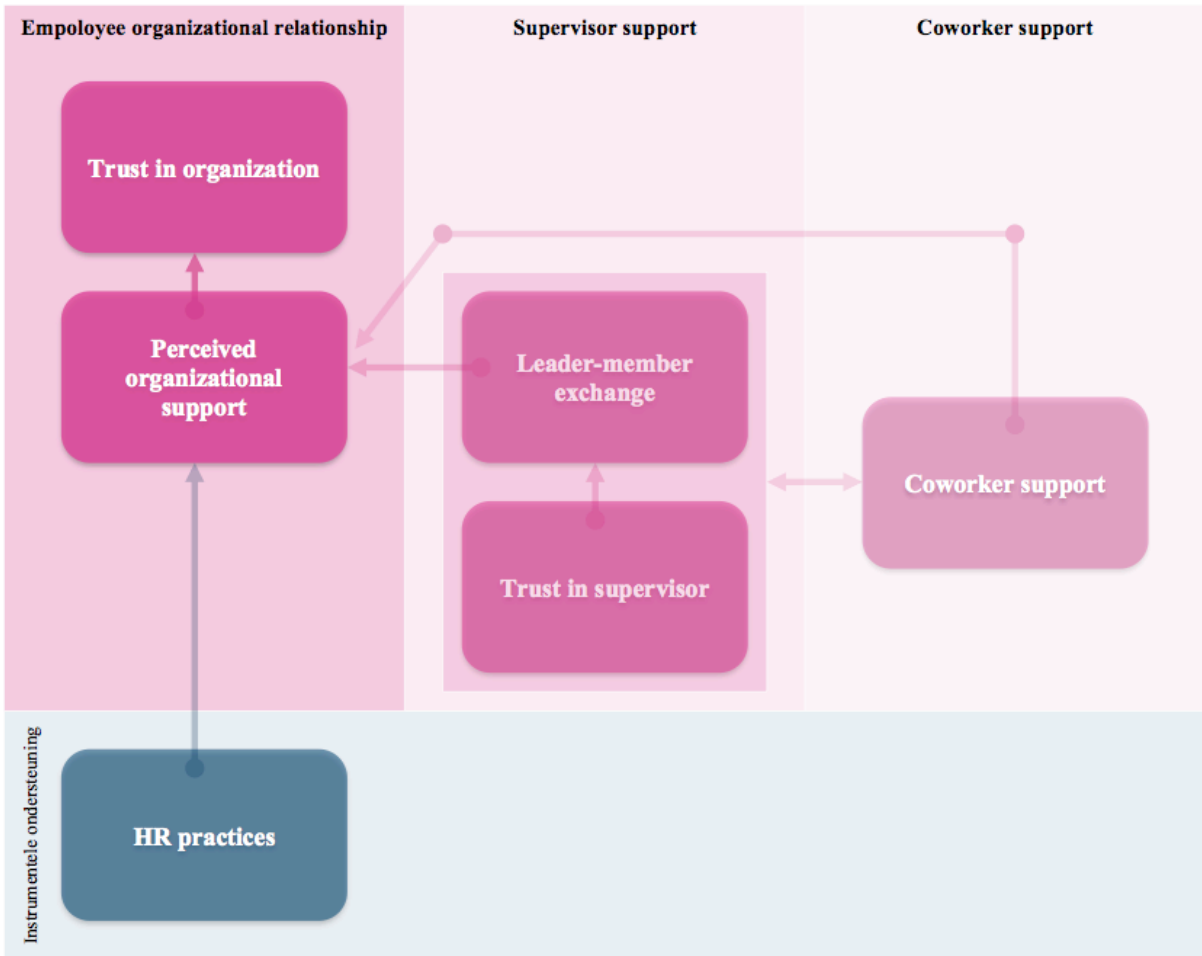 Empoloyee organizational relationship
Supervisor support
Coworker support
Trust in organization
Perceived
organizational
support
Leader-member
exchange
Trust in supervisor
Coworker support
Instrumentele ondersteuning
HR practices